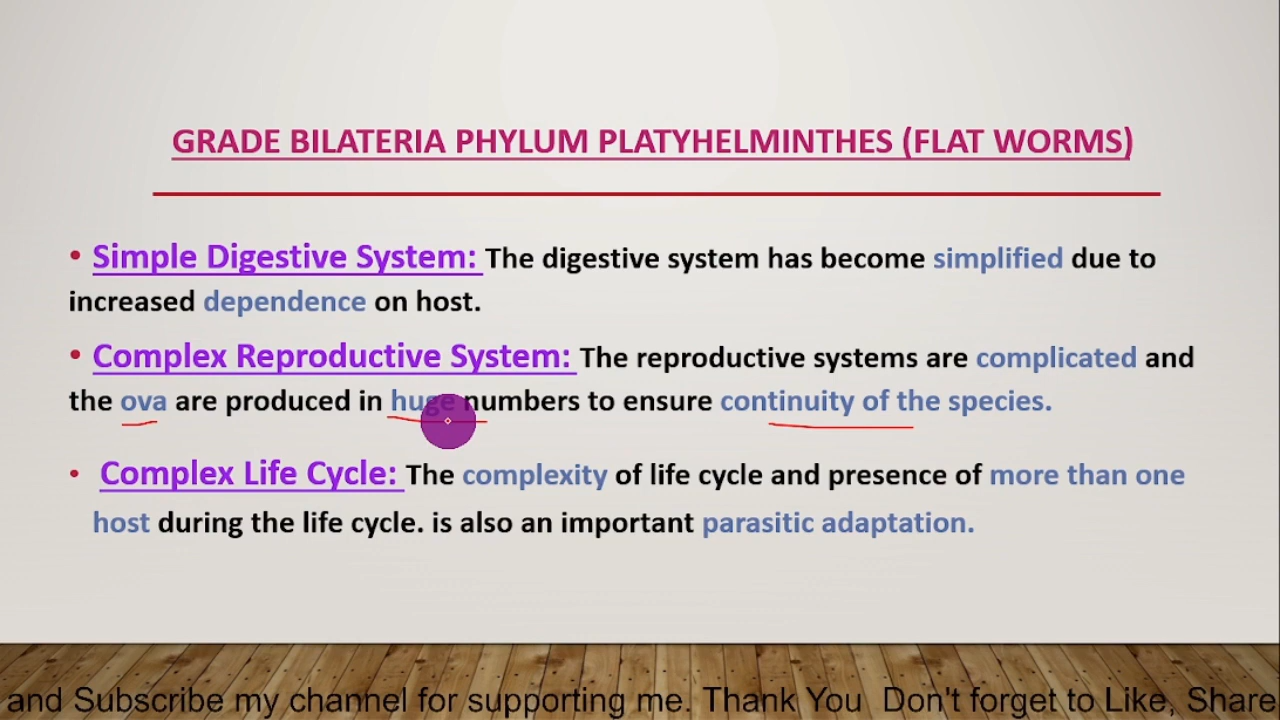 GRADE BILATERIA PHYLUM PLATYHELMINTHES (FLAT WORMS)
• Simple Digestive System: The digestive system has become simplified due to
increased dependence on host.
• Complex Reproductive System: The reproductive systems are complicated and
the ova are produced in huge numbers to ensure continuity of the species.
• Complex Life Cycle: The complexity of life cycle and presence of more than one
host during the life cycle. is also an important parasitic adaptation.
and Subscribe my channel for supporting me. Thank You Don't forget to Like, Share